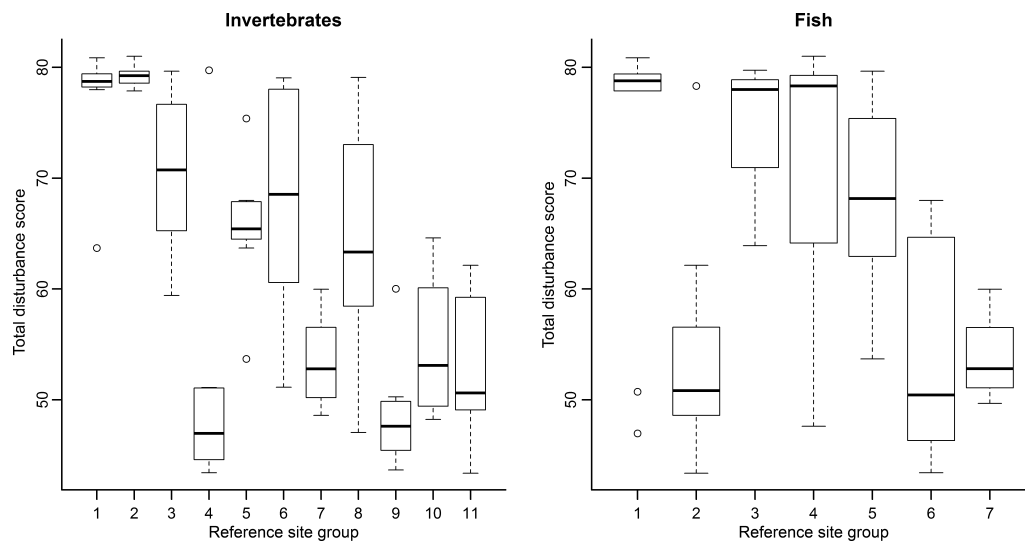 Invertebrates
Total disturbance score
80
70
60
50
1 2 3 4 5 6 7 8 9 10 11
Reference site group
Fish
Total disturbance score
80
70
60
50
1 2 3 4 5 6 7
Reference site group